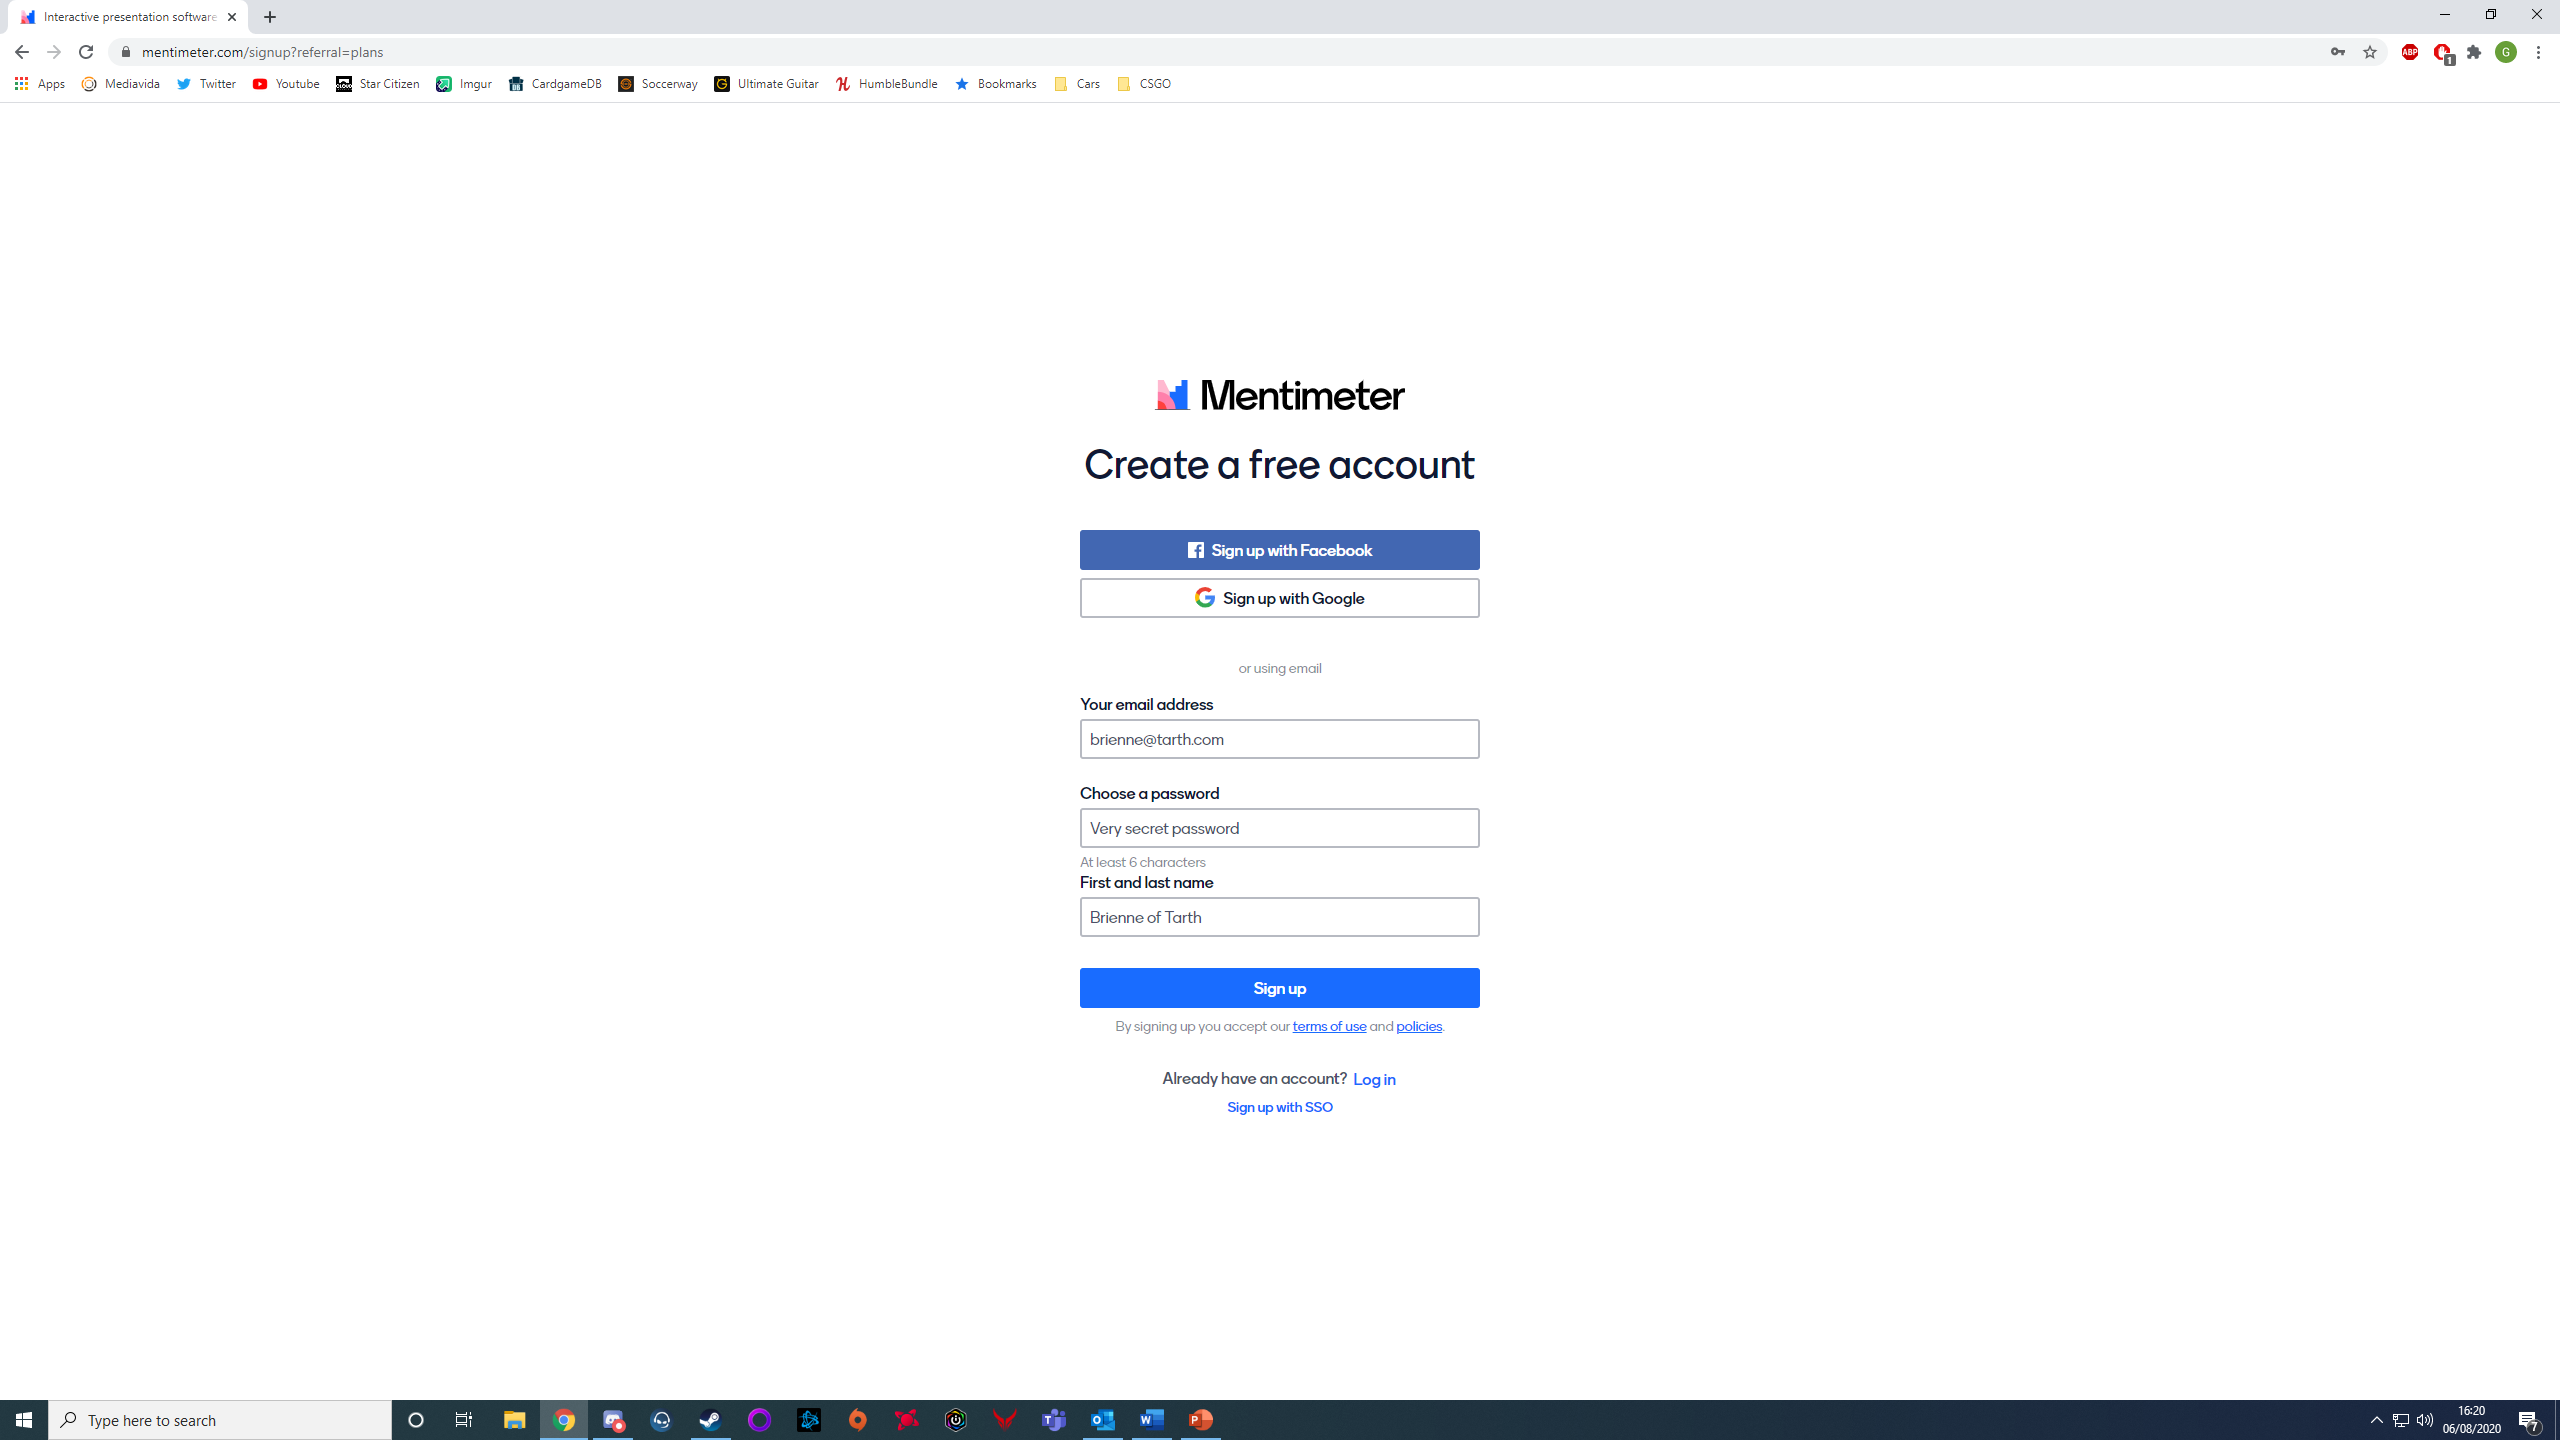 Interactive presentation software
mentimeter.com/signup?referral=plans
ABP
1
G
Apps
Mediavida
Twitter
Youtube
Star Citizen
Imgur
CardgameDB
Soccerway
Ultimate Guitar
HumbleBundle
Bookmarks
Cars
CSGO
Mentimeter
Create a free account
Sign up with Facebook
Sign up with Google
or using email
Your email address
brienne@tarth.com
Choose a password
Very secret password
At least 6 characters
First and last name
Brienne of Tarth
Sign up
By signing up you accept our terms of use and policies.
Already have an account? Log in
Sign up with SSO
Type here to search
16:20
06/08/2020
7